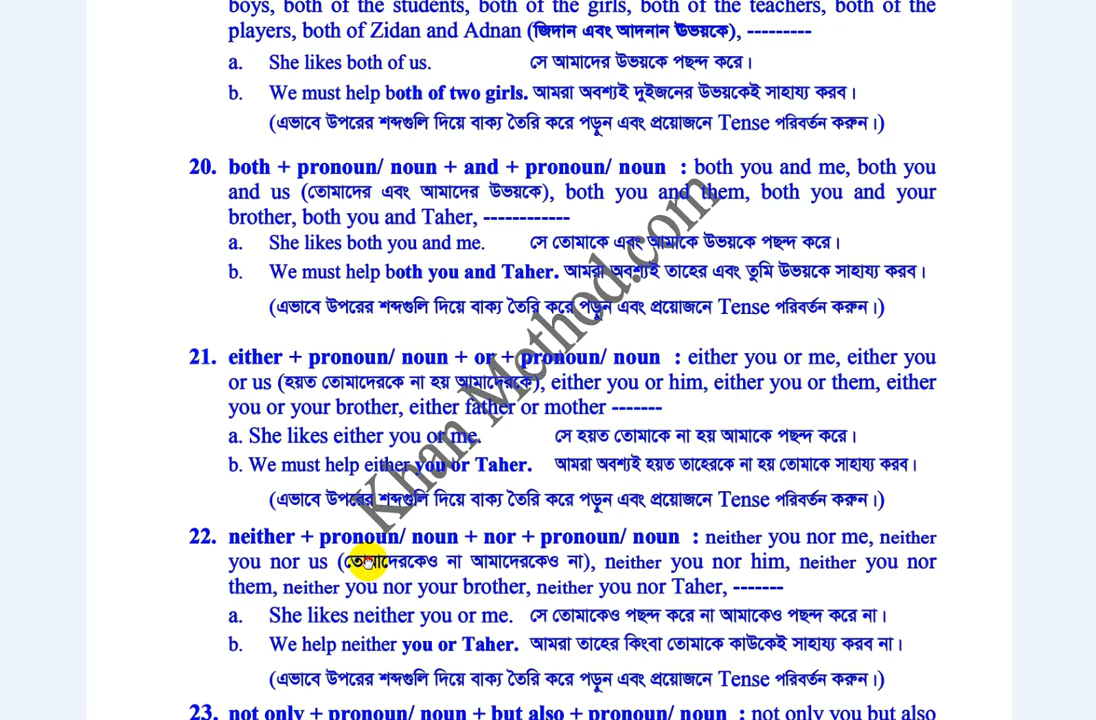 boys, both of the students, both of the girls, both of the teachers, both of the
players, both of Zidan and Adnan (জিদান এবং আদনান উভয়কে), ---------
a. She likes both of us. সে আমাদের উভয়কে পছন্দ করে।
b. We must help both of two girls. আমরা অবশ্যই দুইজনের উভয়কেই সাহায্য করব।
(এভাবে উপরের শব্দগুলি দিয়ে বাক্য তৈরি করে পড়ুন এবং প্রয়োজনে Tense পরিবর্তন করুন।)
20. both + pronoun/ noun + and + pronoun/ noun : both you and me, both you
and us (তোমাদের এবং আমাদের উভয়কে), both you and them, both you and your
brother, both you and Taher, ------------
a. She likes both you and me. সে তোমাকে এবং আমাকে উভয়কে পছন্দ করে।
b. We must help both you and Taher. আমরা অবশ্যই তাহের এবং তুমি উভয়কে সাহায্য করব।
(এভাবে উপরের শব্দগুলি দিয়ে বাক্য তৈরি করে পড়ুন এবং প্রয়োজনে Tense পরিবর্তন করুন।)
21. either + pronoun/ noun + or + pronoun/ noun : either you or me, either you
or us (হয়ত তোমাদেরকে না হয় আমাদেরকে), either you or him, either you or them, either
you or your brother, either father or mother -------
a. She likes either you or me. সে হয়ত তোমাকে না হয় আমাকে পছন্দ করে।
b. We must help either you or Taher. আমরা অবশ্যই হয়ত তাহেরকে না হয় তোমাকে সাহায্য করব।
(এভাবে উপরের শব্দগুলি দিয়ে বাক্য তৈরি করে পড়ুন এবং প্রয়োজনে Tense পরিবর্তন করুন।)
22. neither + pronoun/ noun + nor + pronoun/ noun : neither you nor me, neither
you nor us (তোমাদেরকেও না আমাদেরকেও না), neither you nor him, neither you nor
them, neither you nor your brother, neither you nor Taher, -------
a. She likes neither you or me. সে তোমাকেও পছন্দ করে না আমাকেও পছন্দ করে না।
b. We help neither you or Taher. আমরা তাহের কিংবা তোমাকে কাউকেই সাহায্য করব না।
(এভাবে উপরের শব্দগুলি দিয়ে বাক্য তৈরি করে পড়ুন এবং প্রয়োজনে Tense পরিবর্তন করুন।)
23. not only + pronoun/ noun + but also + pronoun/ noun : not only you but also
Khan Method.com